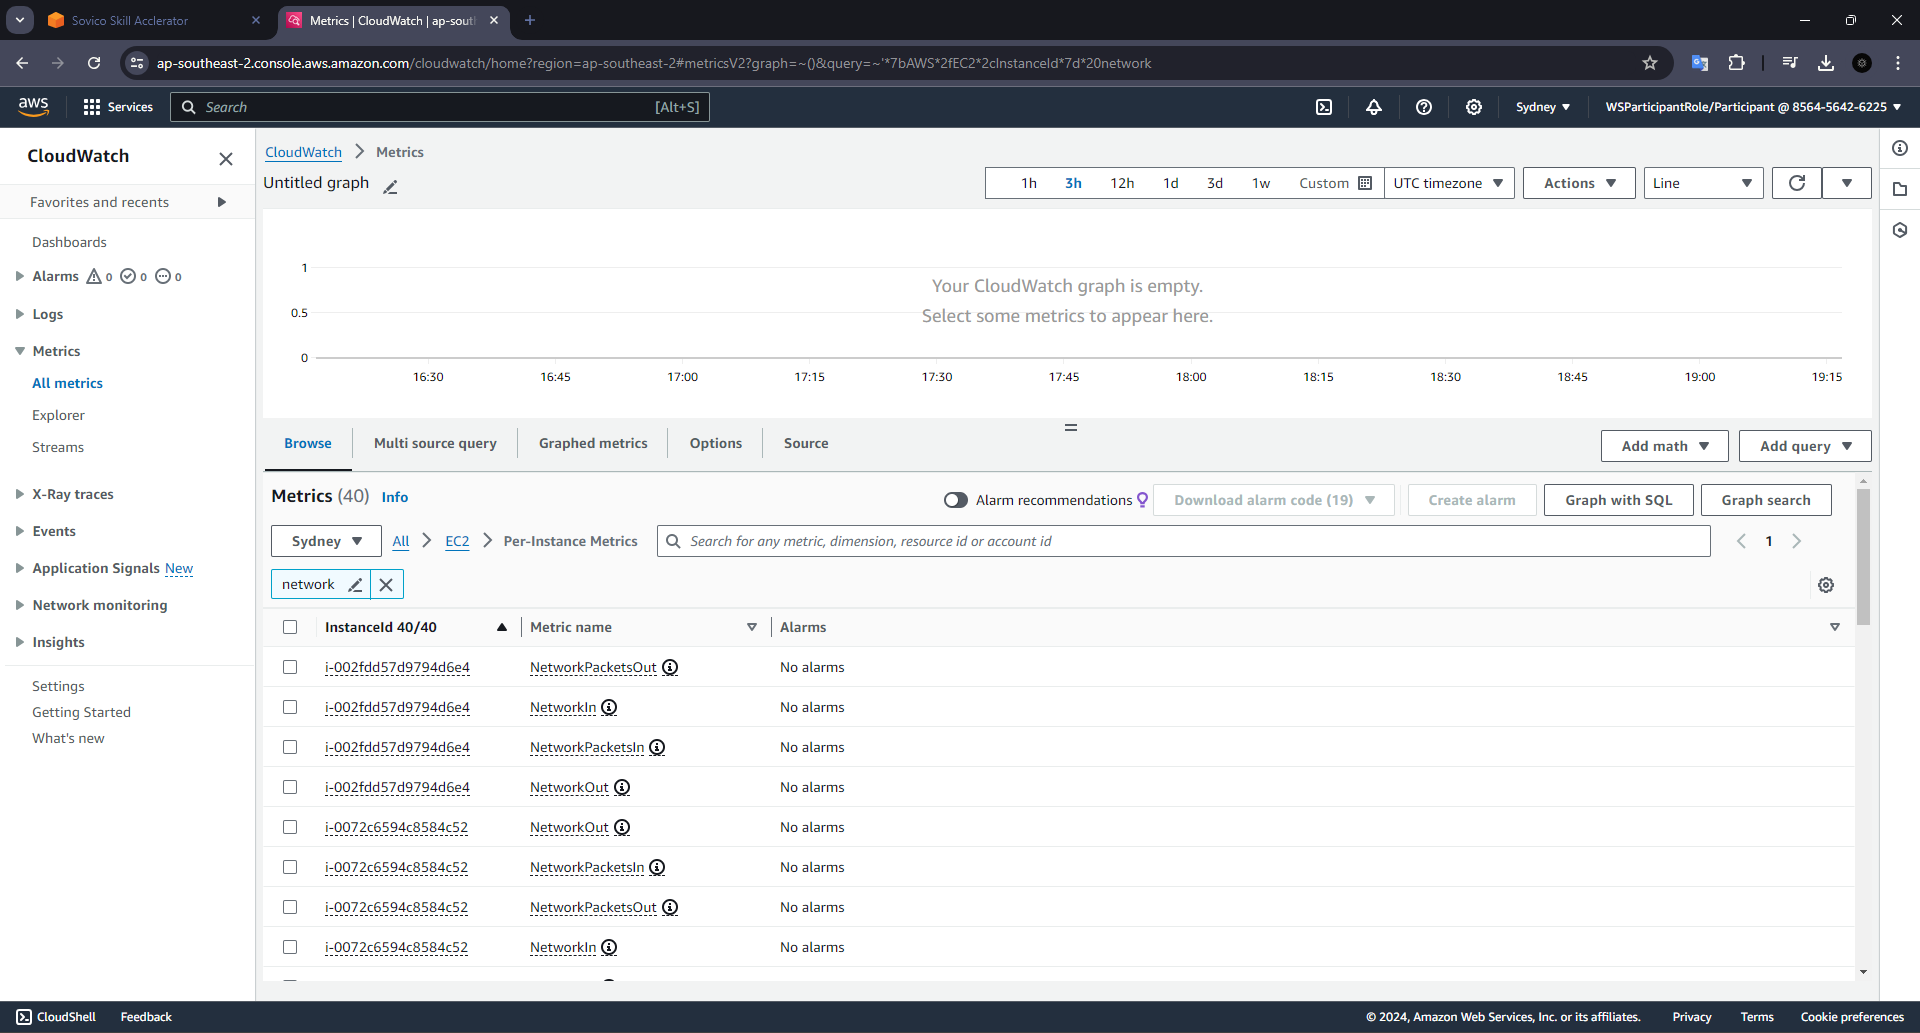 Sovico Skill Acclerator
Metrics | CloudWatch | ap-sout
ap-southeast-2.console.aws.amazon.com/cloudwatch/home?region=ap-southeast-2#metricsV2?graph=~()&query=~'*7bAWS*2fEC2*2cInstanceId*7d*20network
aws
Services
Search
[Alt+S]
Sydney
WSParticipantRole/Participant @ 8564-5642-6225
CloudWatch
Favorites and recents
Dashboards
Alarms 0 0 0
Logs
Metrics
All metrics
Explorer
Streams
X-Ray traces
Events
Application Signals New
Network monitoring
Insights
Settings
Getting Started
What's new
CloudWatch > Metrics
Untitled graph
1h 3h 12h 1d 3d 1w Custom UTC timezone Actions Line
1
0.5
0
Your CloudWatch graph is empty.
Select some metrics to appear here.
16:30 16:45 17:00 17:15 17:30 17:45 18:00 18:15 18:30 18:45 19:00 19:15
Browse Multi source query Graphed metrics Options Source Add math Add query
Metrics (40) Info Alarm recommendations Download alarm code (19) Create alarm Graph with SQL Graph search
Sydney All > EC2 > Per-Instance Metrics Search for any metric, dimension, resource id or account id 1
network
InstanceId 40/40 Metric name Alarms
i-002fdd57d9794d6e4 NetworkPacketsOut No alarms
i-002fdd57d9794d6e4 NetworkIn No alarms
i-002fdd57d9794d6e4 NetworkPacketsIn No alarms
i-002fdd57d9794d6e4 NetworkOut No alarms
i-0072c6594c8584c52 NetworkOut No alarms
i-0072c6594c8584c52 NetworkPacketsIn No alarms
i-0072c6594c8584c52 NetworkPacketsOut No alarms
i-0072c6594c8584c52 NetworkIn No alarms
CloudShell Feedback © 2024, Amazon Web Services, Inc. or its affiliates. Privacy Terms Cookie preferences